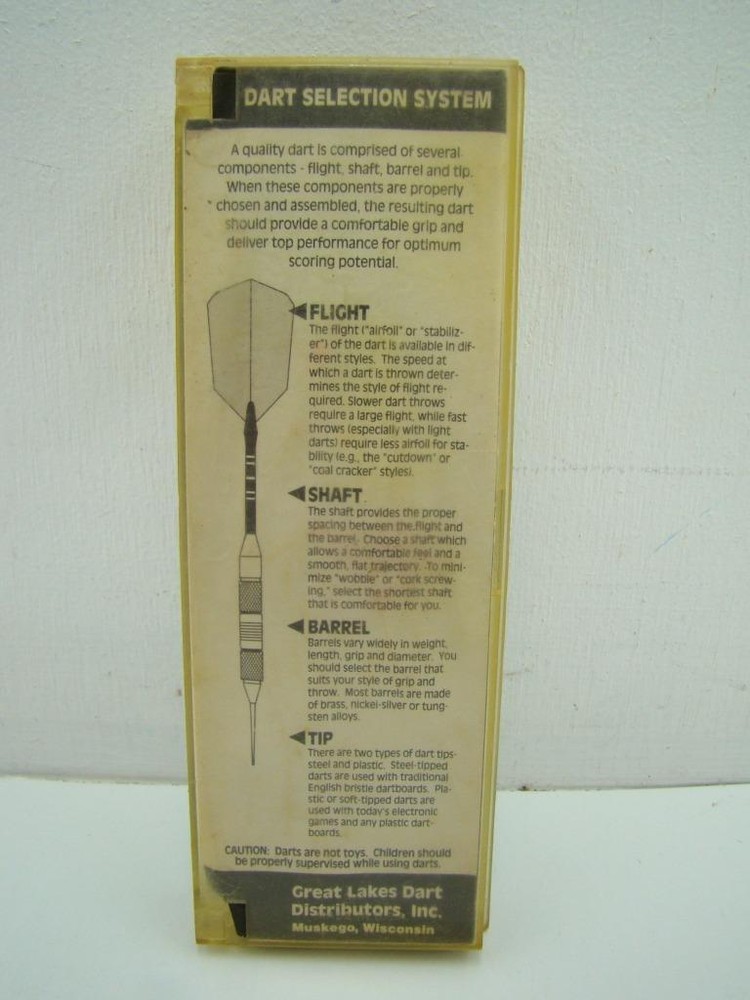 DART SELECTION SYSTEM
A quality dart is comprised of several
components - flight, shaft, barrel and tip.
When these components are properly
chosen and assembled, the resulting dart
should provide a comfortable grip and
deliver top performance for optimum
scoring potential.
FLIGHT
The flight ("airfoil" or "stabiliz-
er") of the dart is available in dif-
ferent styles. The speed at
which a dart is thrown deter-
mines the style of flight re-
quired. Slower dart throws
require a large flight, while fast
throws (especially with light
darts) require less airfoil for sta-
bility (e.g., the "cutdown" or
"coal cracker" styles).
SHAFT
The shaft provides the proper
spacing between the flight and
the barrel. Choose a shaft which
allows a comfortable feel and a
smooth, flat trajectory. To mini-
mize "wobble" or "cork screw-
ing," select the shortest shaft
that is comfortable for you.
BARREL
Barrels vary widely in weight,
length, grip and diameter. You
should select the barrel that
suits your style of grip and
throw. Most barrels are made
of brass, nickel-silver or tung-
sten alloys.
TIP
There are two types of dart tips-
steel and plastic. Steel-tipped
darts are used with traditional
English bristle dartboards. Pla-
stic or soft-tipped darts are
used with today's electronic
games and any plastic dart-
boards.
CAUTION: Darts are not toys. Children should
be properly supervised while using darts.
Great Lakes Dart
Distributors, Inc.
Muskego, Wisconsin